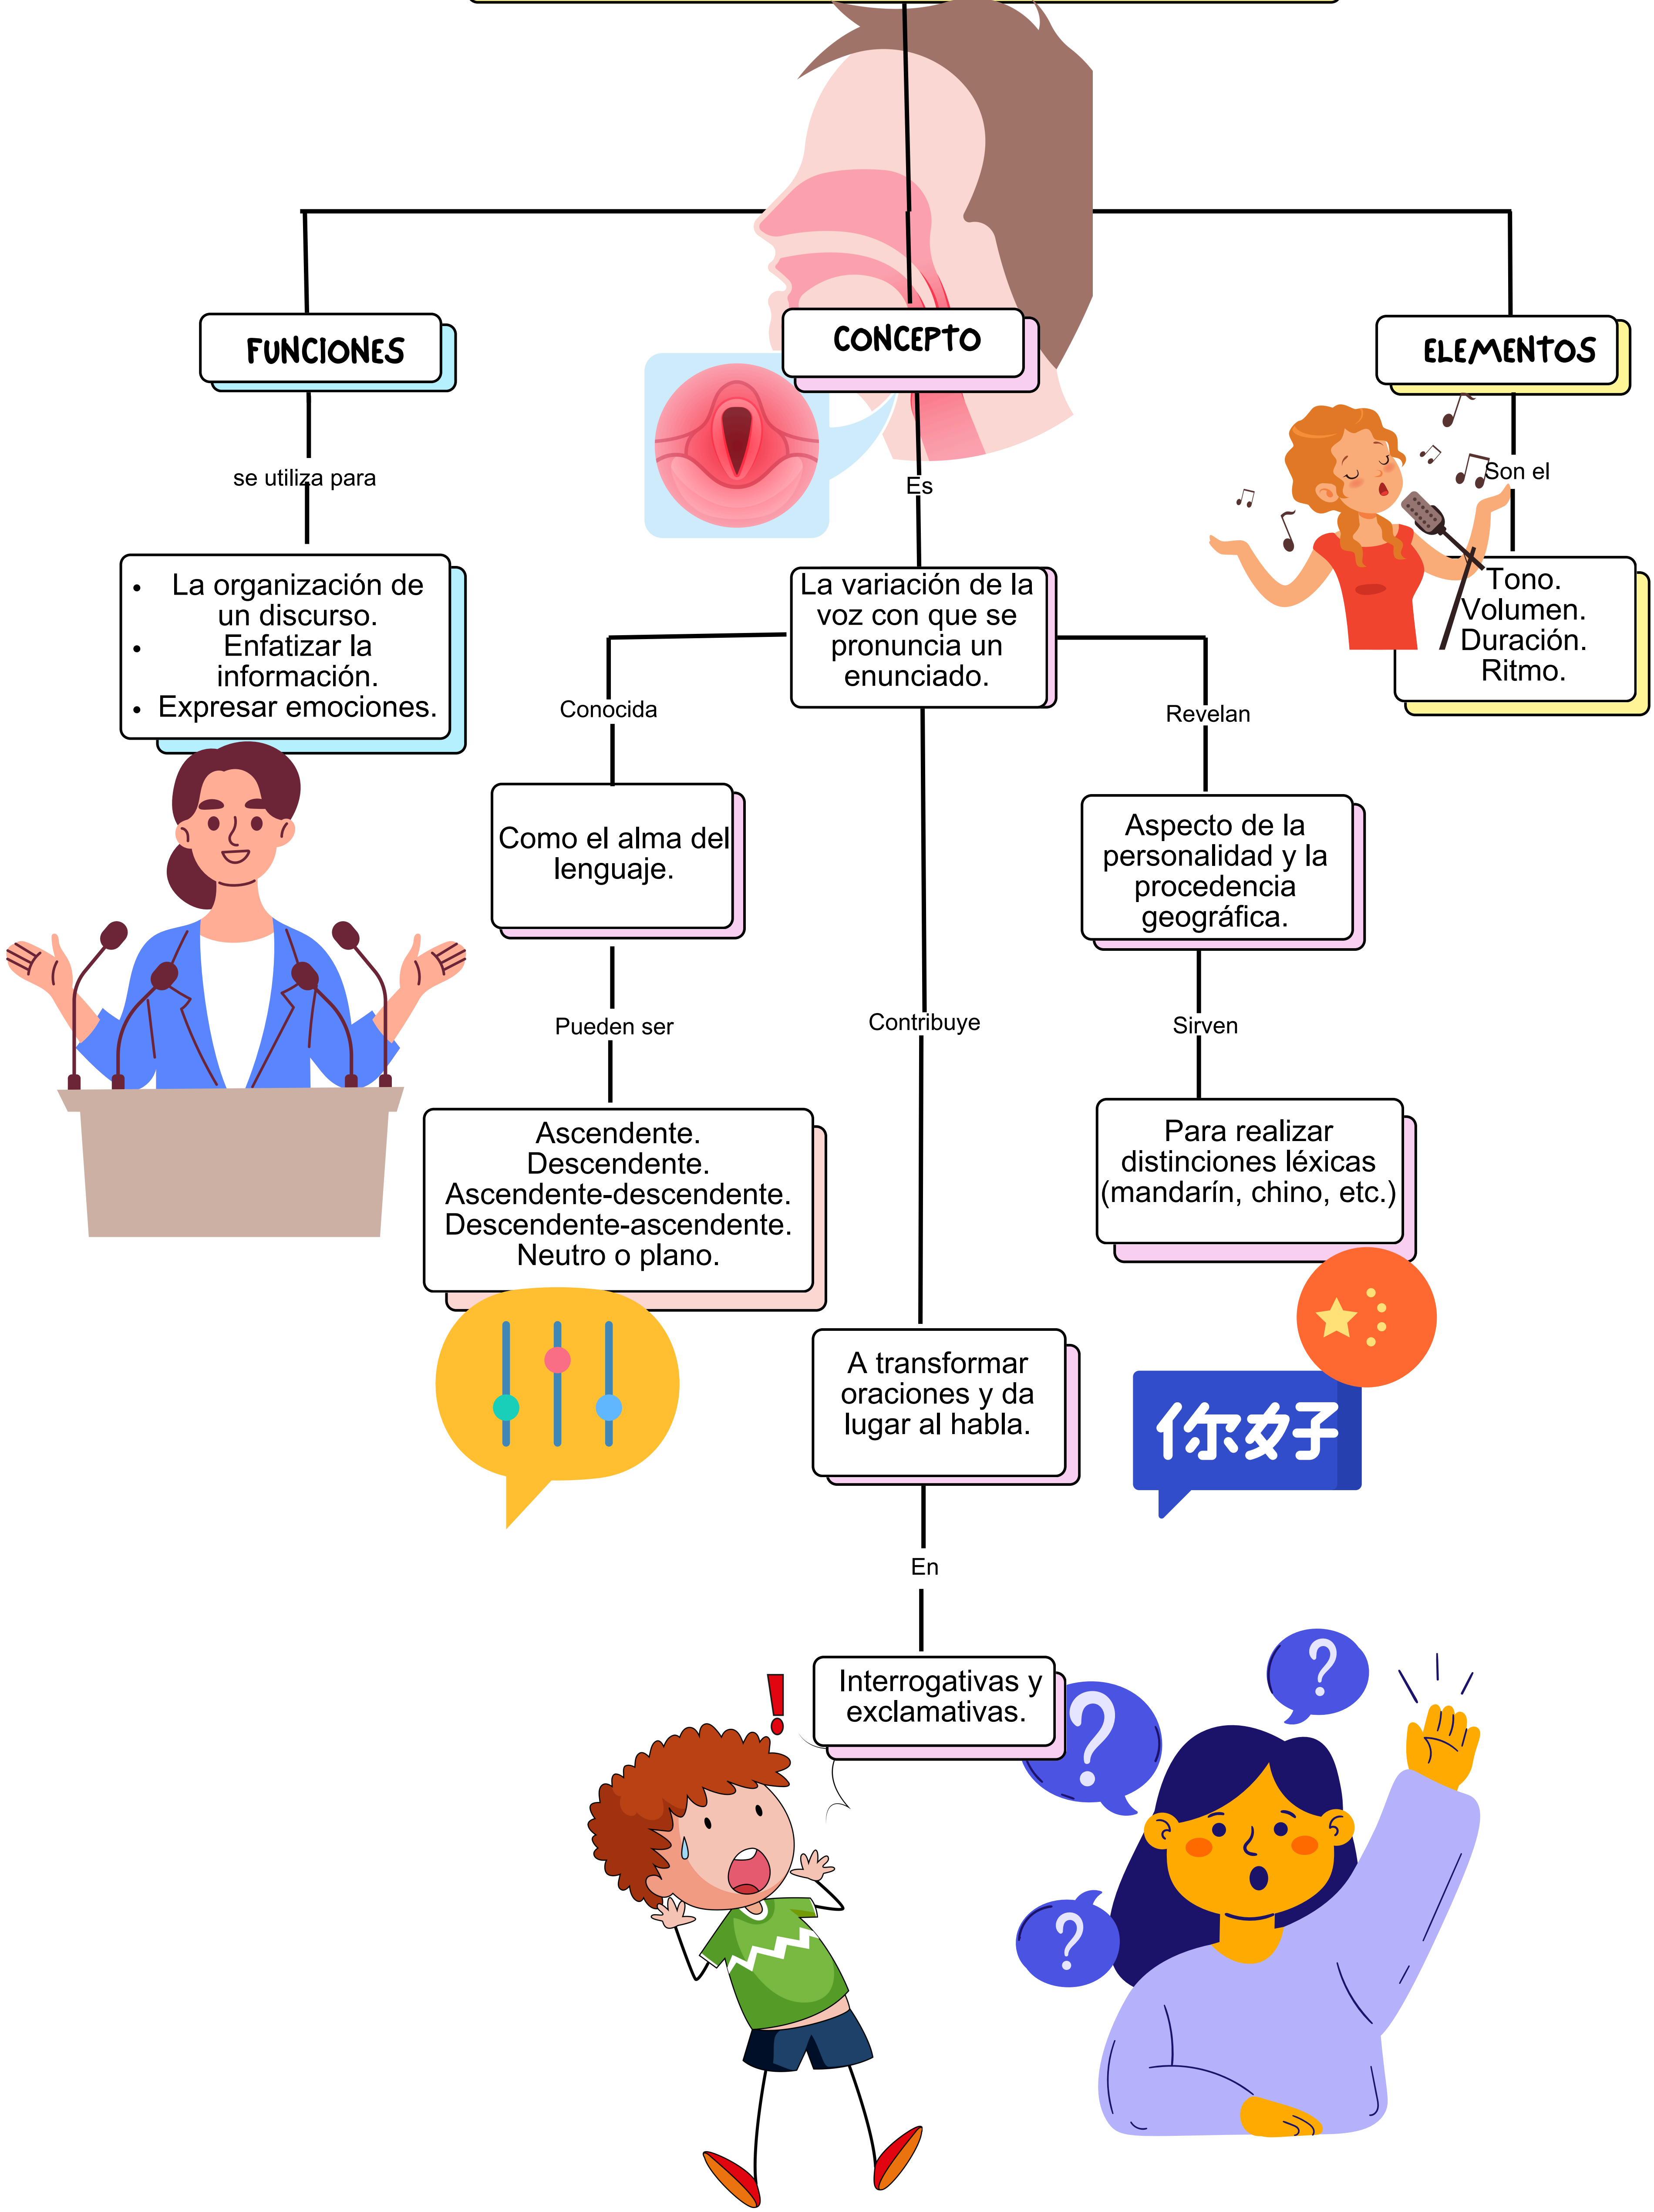 FUNCIONES
CONCEPTO
ELEMENTOS
se utiliza para
Es
Son el
• La organización de
un discurso.
• Enfatizar la
información.
• Expresar emociones.
La variación de la
voz con que se
pronuncia un
enunciado.
Tono.
Volumen.
Duración.
Ritmo.
Conocida
Revelan
Como el alma del
lenguaje.
Aspecto de la
personalidad y la
procedencia
geográfica.
Pueden ser
Contribuye
Sirven
Ascendente.
Descendente.
Ascendente-descendente.
Descendente-ascendente.
Neutro o plano.
Para realizar
distinciones léxicas
(mandarín, chino, etc.)
A transformar
oraciones y da
lugar al habla.
你好
En
Interrogativas y
exclamativas.
!
?
?
?